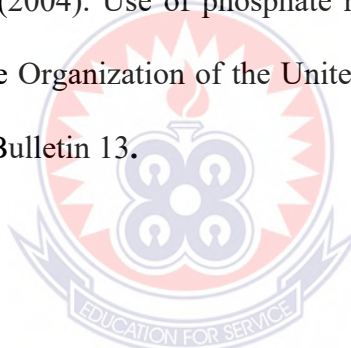 (2004). Use of phosphate
Organization of the Unite
Bulletin 13.
EDUCATION FOR SERVICE